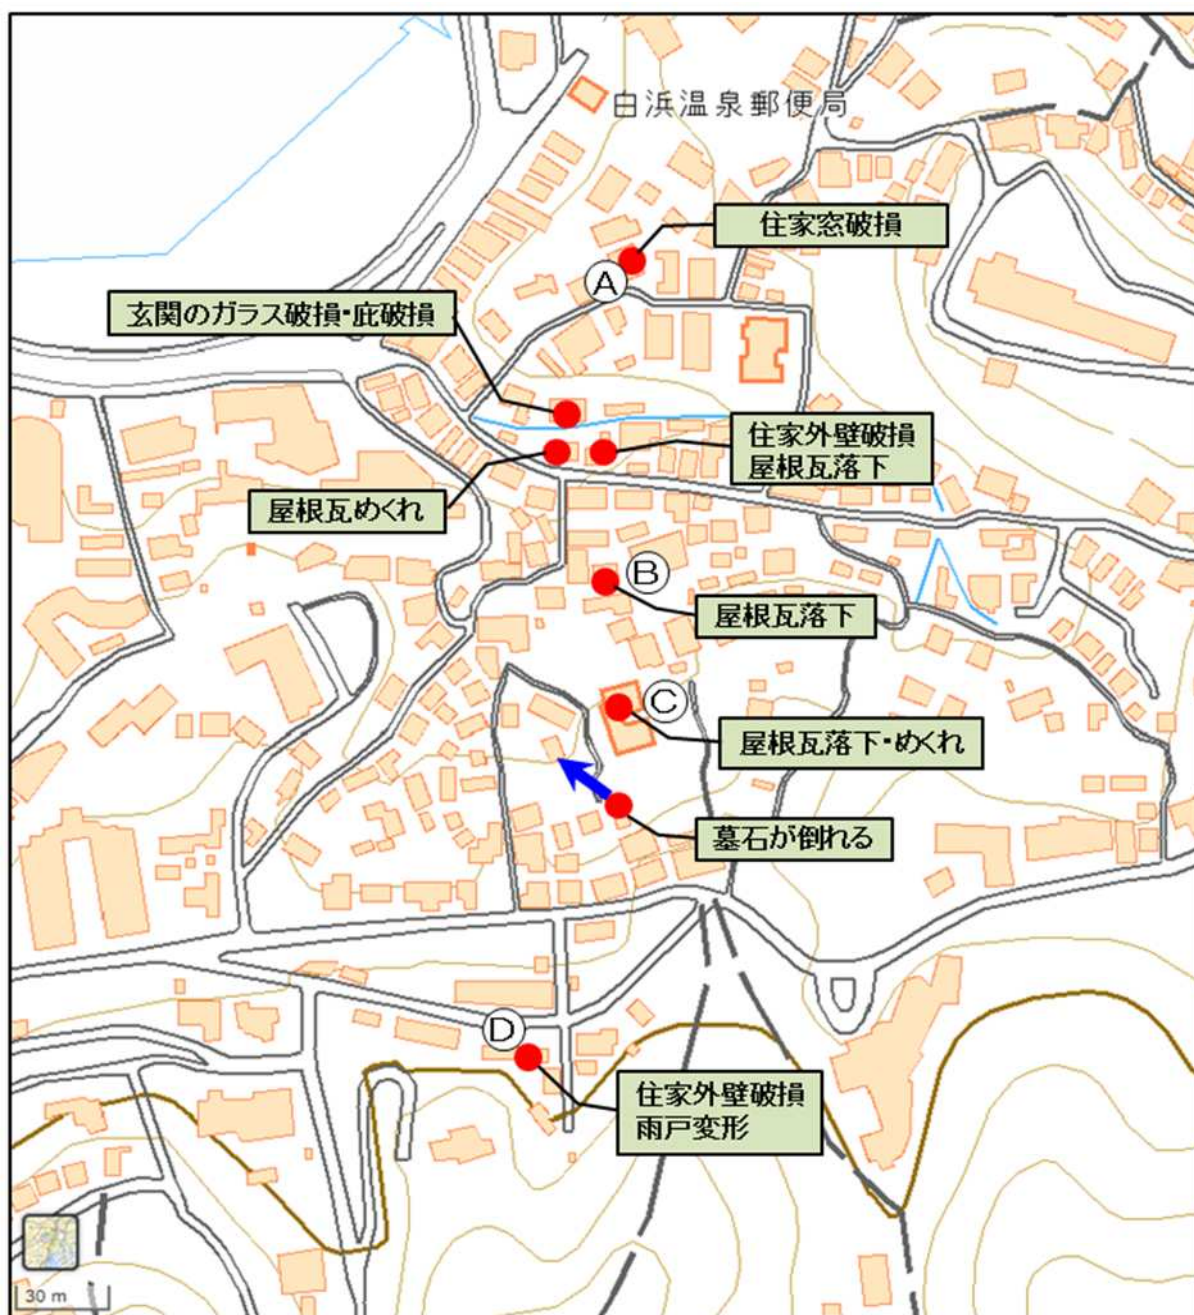 白浜温泉郵便局
住家窓破損
A
玄関のガラス破損・庇破損
住家外壁破損
屋根瓦落下
屋根瓦めくれ
B
屋根瓦落下
C
屋根瓦落下・めくれ
墓石が倒れる
D
住家外壁破損
雨戸変形
30 m